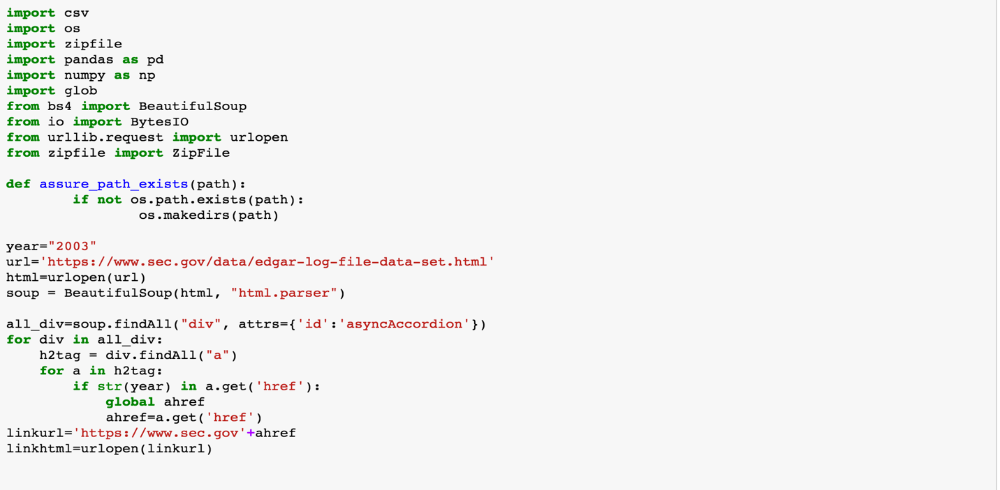 import csv
import os
import zipfile
import pandas as pd
import numpy as np
import glob
from bs4 import BeautifulSoup
from io import BytesIO
from urllib.request import urlopen
from zipfile import ZipFile

def assure_path_exists(path):
        if not os.path.exists(path):
                os.makedirs(path)

year="2003"
url='https://www.sec.gov/data/edgar-log-file-data-set.html'
html=urlopen(url)
soup = BeautifulSoup(html, "html.parser")

all_div=soup.findAll("div", attrs={'id':'asyncAccordion'})
for div in all_div:
    h2tag = div.findAll("a")
    for a in h2tag:
        if str(year) in a.get('href'):
            global ahref
            ahref=a.get('href')
linkurl='https://www.sec.gov'+ahref
linkhtml=urlopen(linkurl)